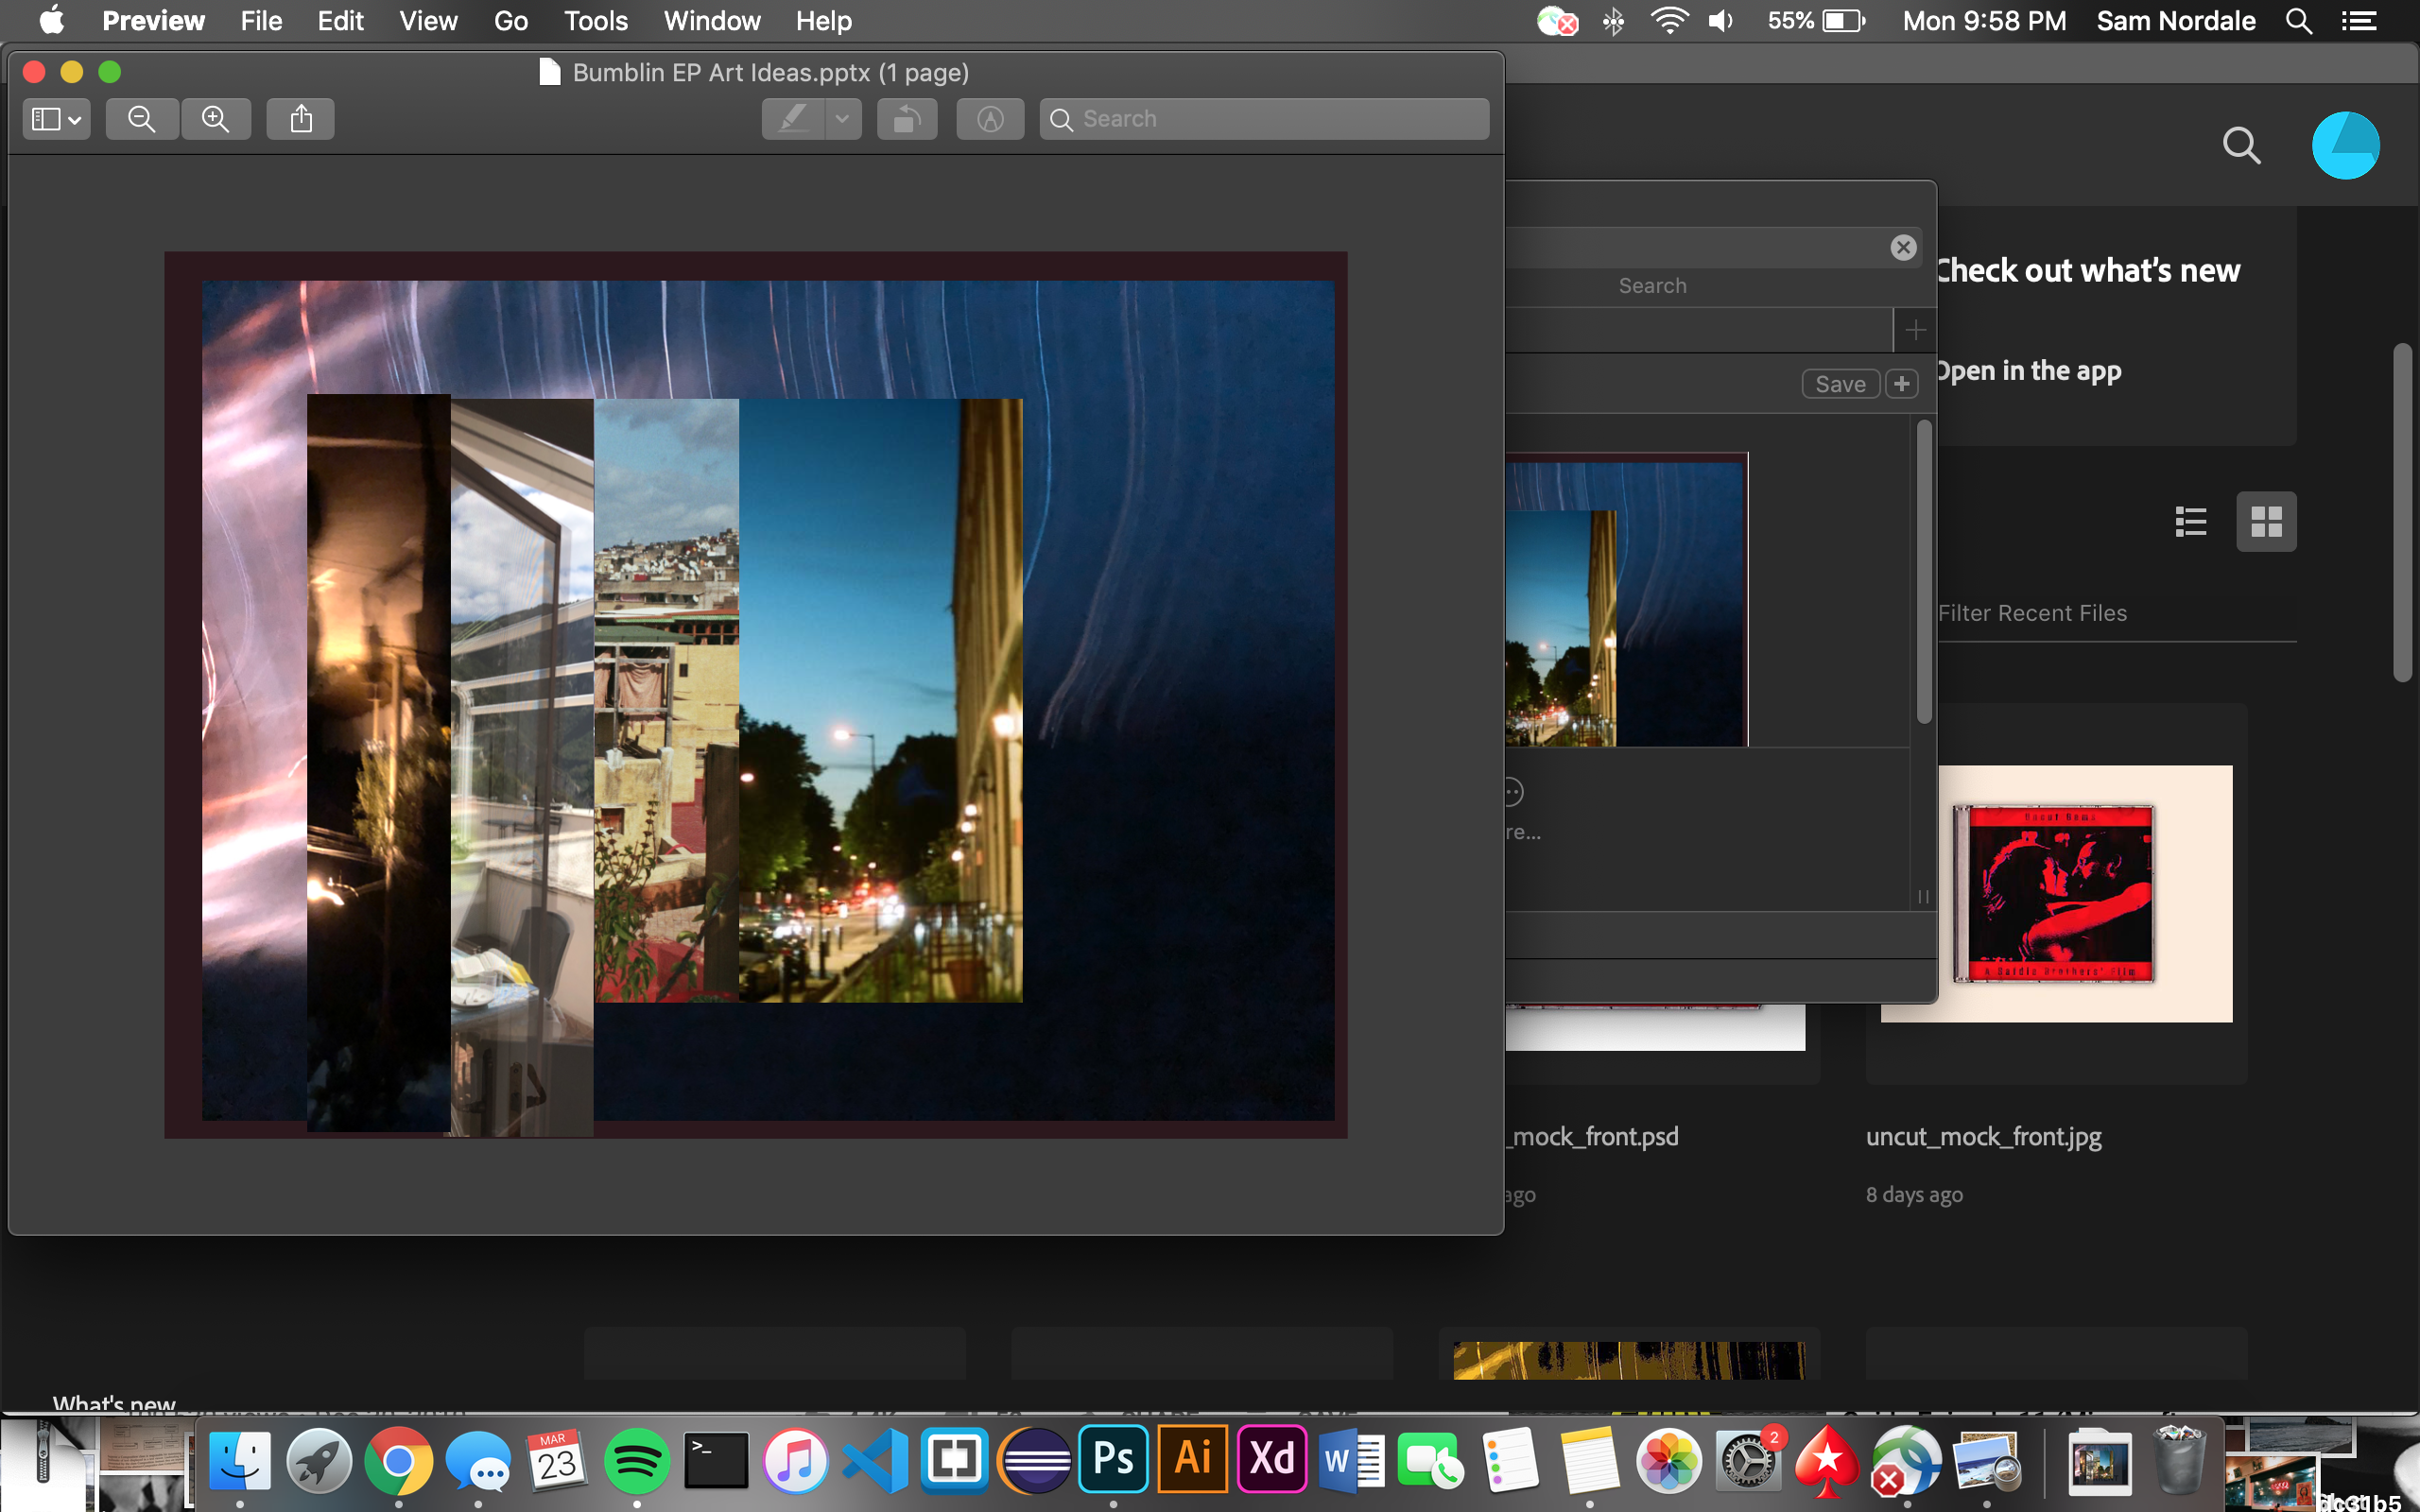 Preview File Edit View Go Tools Window Help
55% Mon 9:58 PM Sam Nordale
Bumblin EP Art Ideas.pptx (1 page)
Search
Search
Check out what's new
Save
Open in the app
Filter Recent Files
re...
Uncut Gems
_mock_front.psd
uncut_mock_front.jpg
ago
8 days ago
What's new
MAR
23
>_
Ps
Ai
Xd
W
2